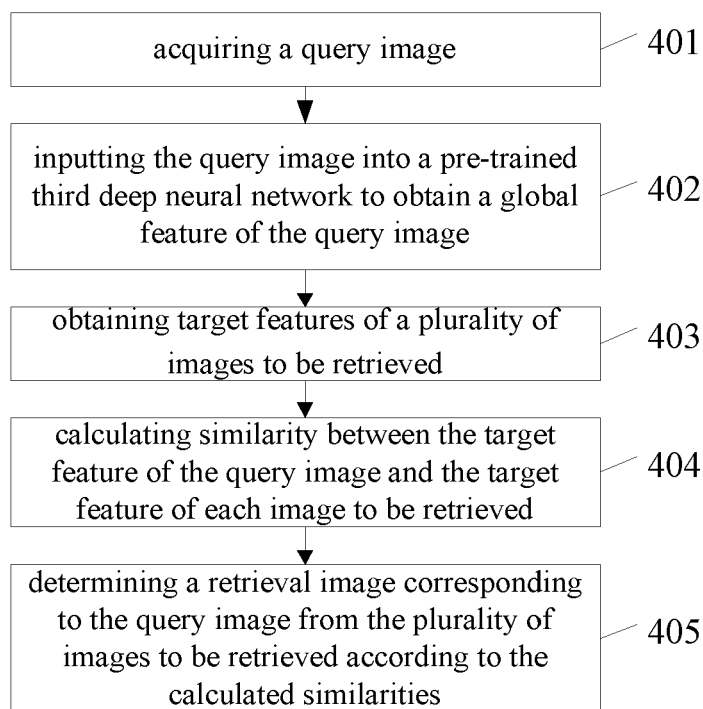 acquiring a query image
401
inputting the query image into a pre-trained
third deep neural network to obtain a global
feature of the query image
402
obtaining target features of a plurality of
images to be retrieved
403
calculating similarity between the target
feature of the query image and the target
feature of each image to be retrieved
404
determining a retrieval image corresponding
to the query image from the plurality of
images to be retrieved according to the
calculated similarities
405